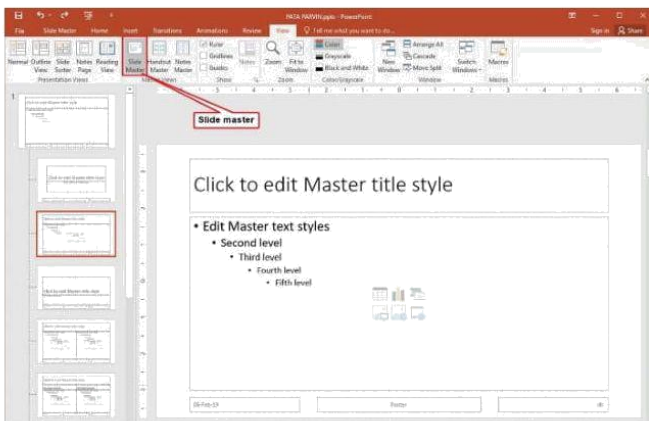 PATA PARVIN.pptx - PowerPoint
File Slide Master Home Insert Transitions Animations Review View Tell me what you want to do... Sign in Share
Normal Outline View Slide Sorter Notes Page Reading View
Slide Master Handout Master Notes Master
Ruler
Gridlines
Guides
Notes
Zoom Fit to Window
Color
Grayscale
Black and White
New Window
Arrange All
Cascade
Move Split
Switch Windows
Macros
Presentation Views Master Views Show Zoom Color/Grayscale Window Macros
Slide master
1
Click to edit Master title style
• Edit Master text styles
• Second level
• Third level
• Fourth level
• Fifth level
Footer